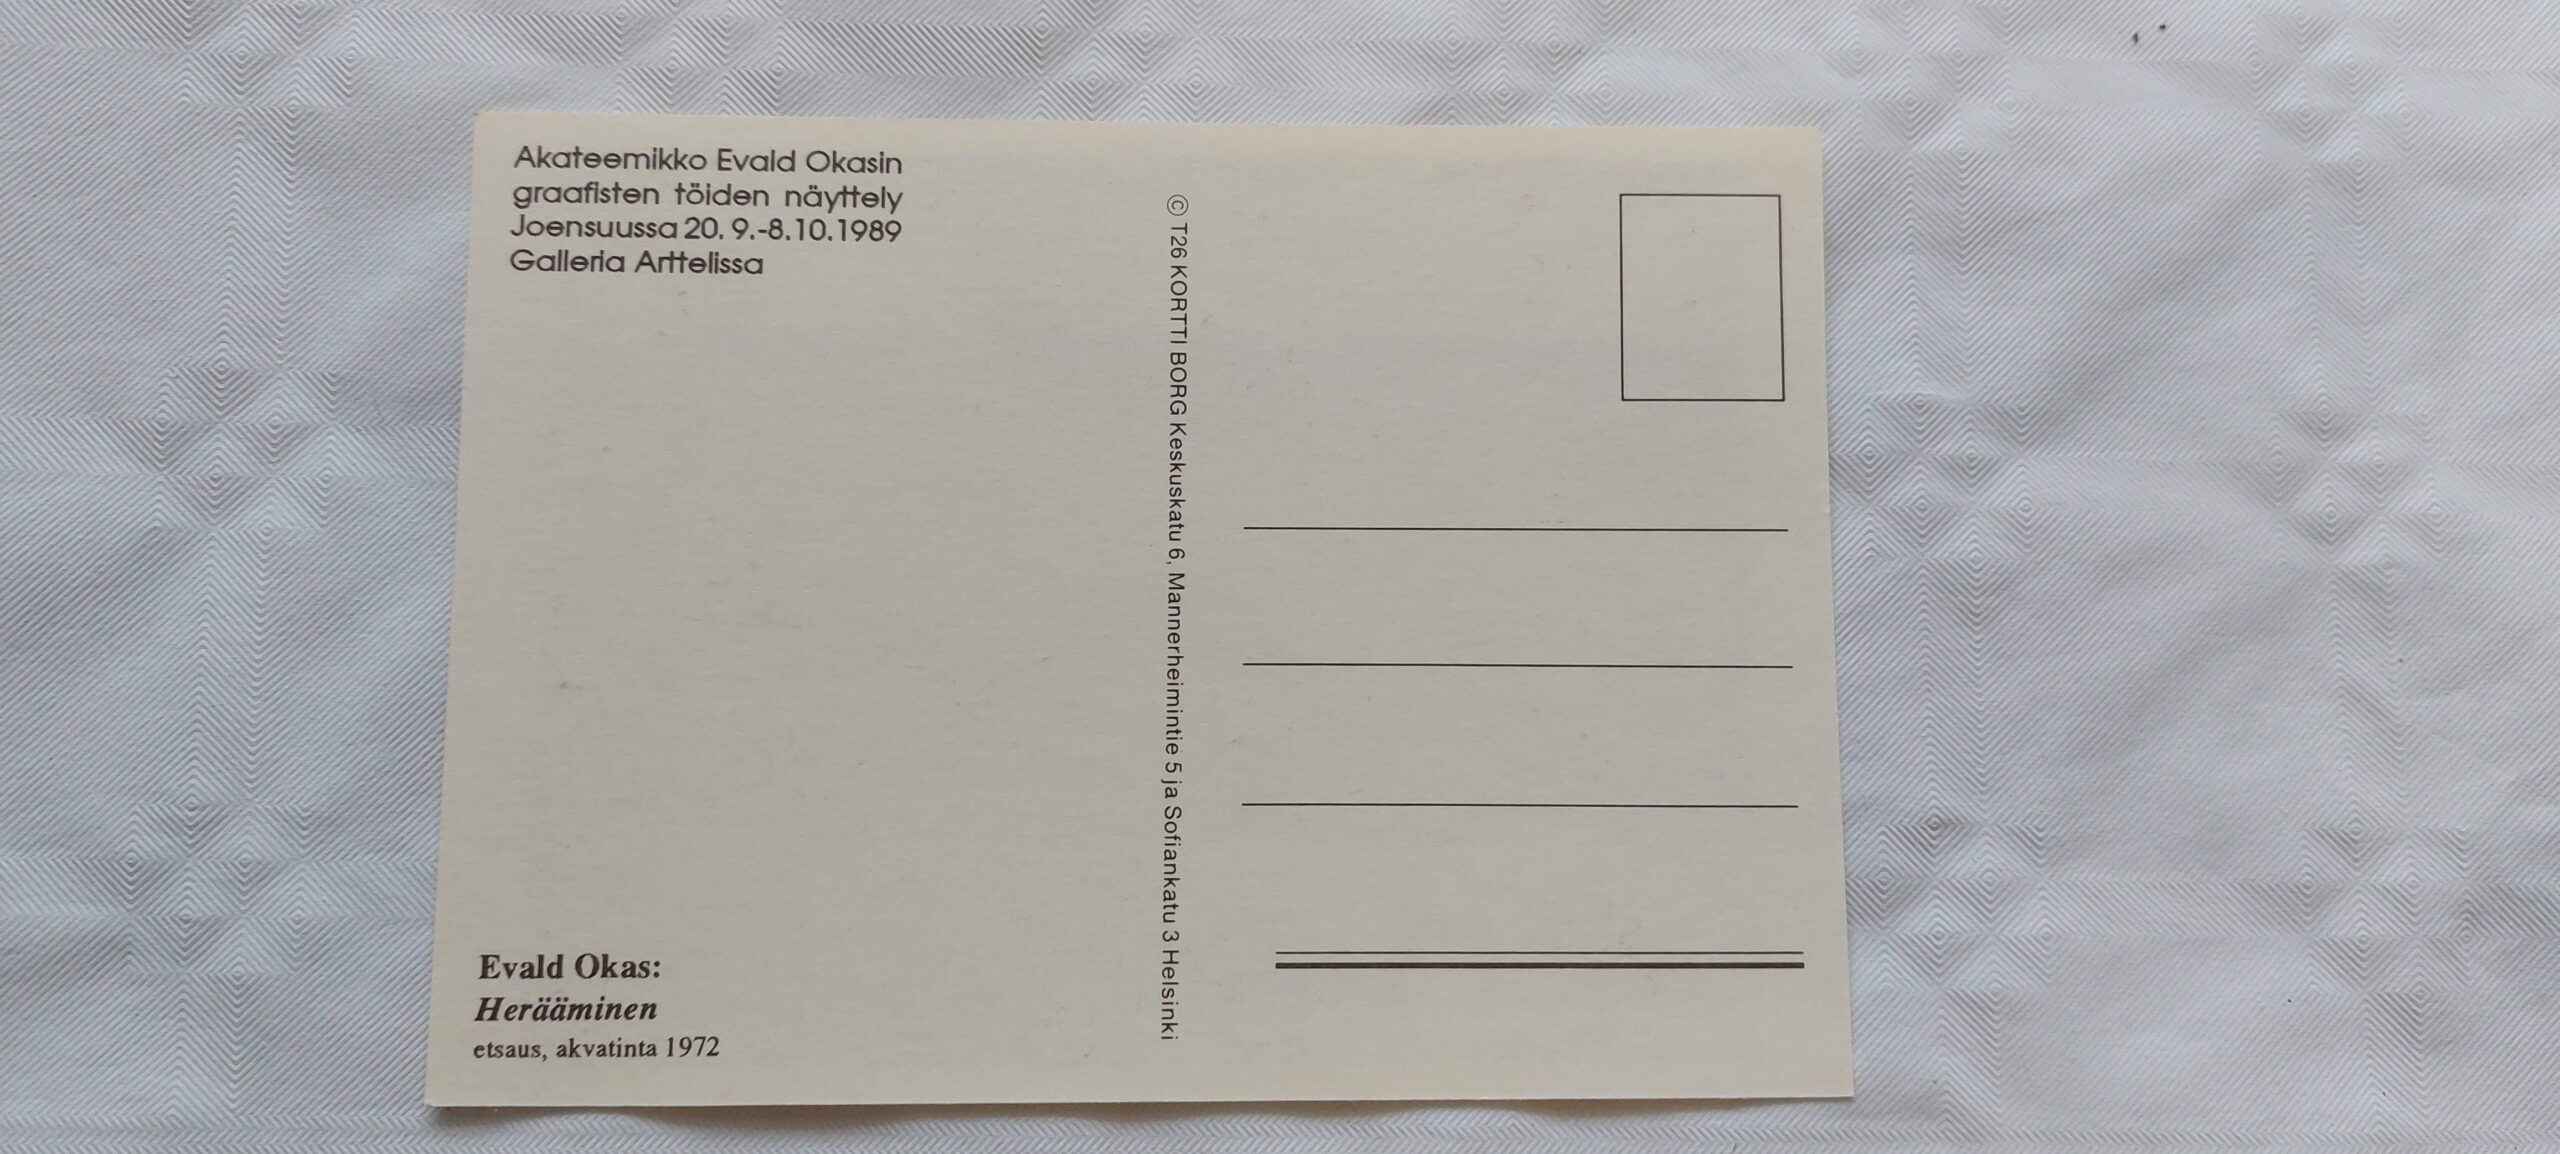 Akateemikko Evald Okasin
graafisten töiden näyttely
Joensuussa 20. 9.-8.10.1989
Galleria Arttelissa
© T26 KORTTI BORG Keskuskatu 6, Mannerheimintie 5 ja Sofiankatu 3 Helsinki
Evald Okas:
Herääminen
etsaus, akvatinta 1972